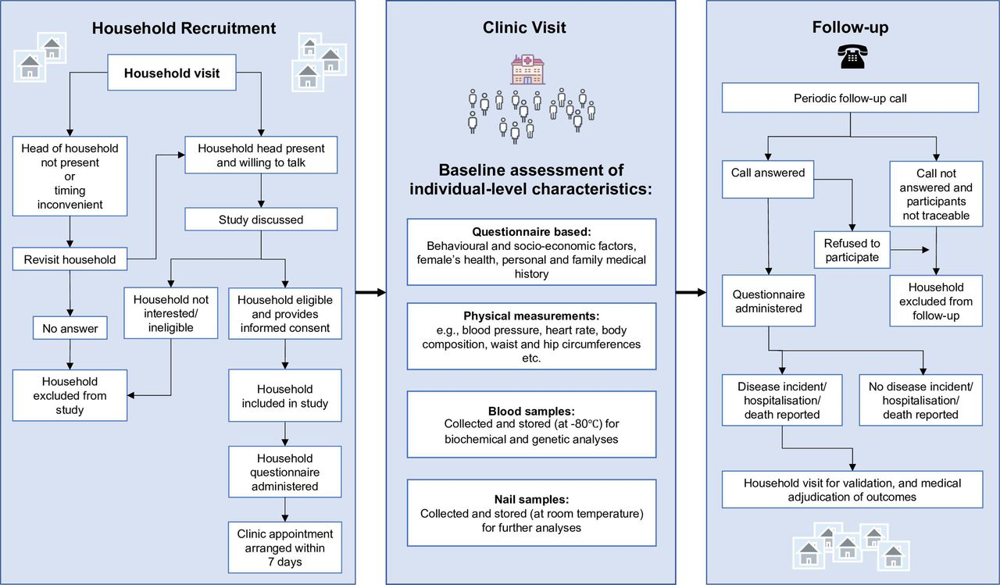 Household Recruitment
Household visit
Head of household
not present
or
timing
inconvenient
Household head present
and willing to talk
Study discussed
Revisit household
Household not
interested/
ineligible
Household eligible
and provides
informed consent
No answer
Household
excluded from
study
Household
included in study
Household
questionnaire
administered
Clinic appointment
arranged within
7 days
Clinic Visit
Baseline assessment of
individual-level characteristics:
Questionnaire based:
Behavioural and socio-economic factors,
female’s health, personal and family medical
history
Physical measurements:
e.g., blood pressure, heart rate, body
composition, waist and hip circumferences
etc.
Blood samples:
Collected and stored (at -80℃) for
biochemical and genetic analyses
Nail samples:
Collected and stored (at room temperature)
for further analyses
Follow-up
Periodic follow-up call
Call answered
Call not
answered and
participants
not traceable
Refused to
participate
Questionnaire
administered
Household
excluded from
follow-up
Disease incident/
hospitalisation/
death reported
No disease incident/
hospitalisation/
death reported
Household visit for validation, and medical
adjudication of outcomes